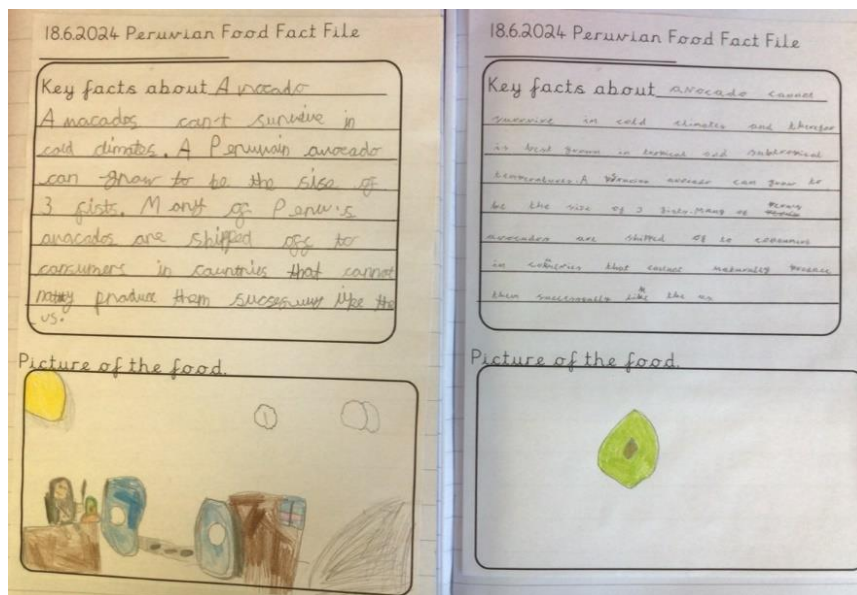 18.6.2024 Peruvian Food Fact File
Key facts about Avocado
Avacados can't survive in
cold climates. A Peruvain avocado
can grow to be the sise of
3 fists. Many of Peru's
avacados are shipped off to
consumers in countries that cannot
produce them like the
us.
Picture of the food.
18.6.2024 Peruvian Food Fact File
Key facts about avocado cannot
survive in cold climates and
is best grown in and subtropical
temperatures. A avocado can grow to
be the size of 3 fists. Many of
avocados are shipped of to consumers
in countries that cannot naturally produce
them successfully like the us
Picture of the food.